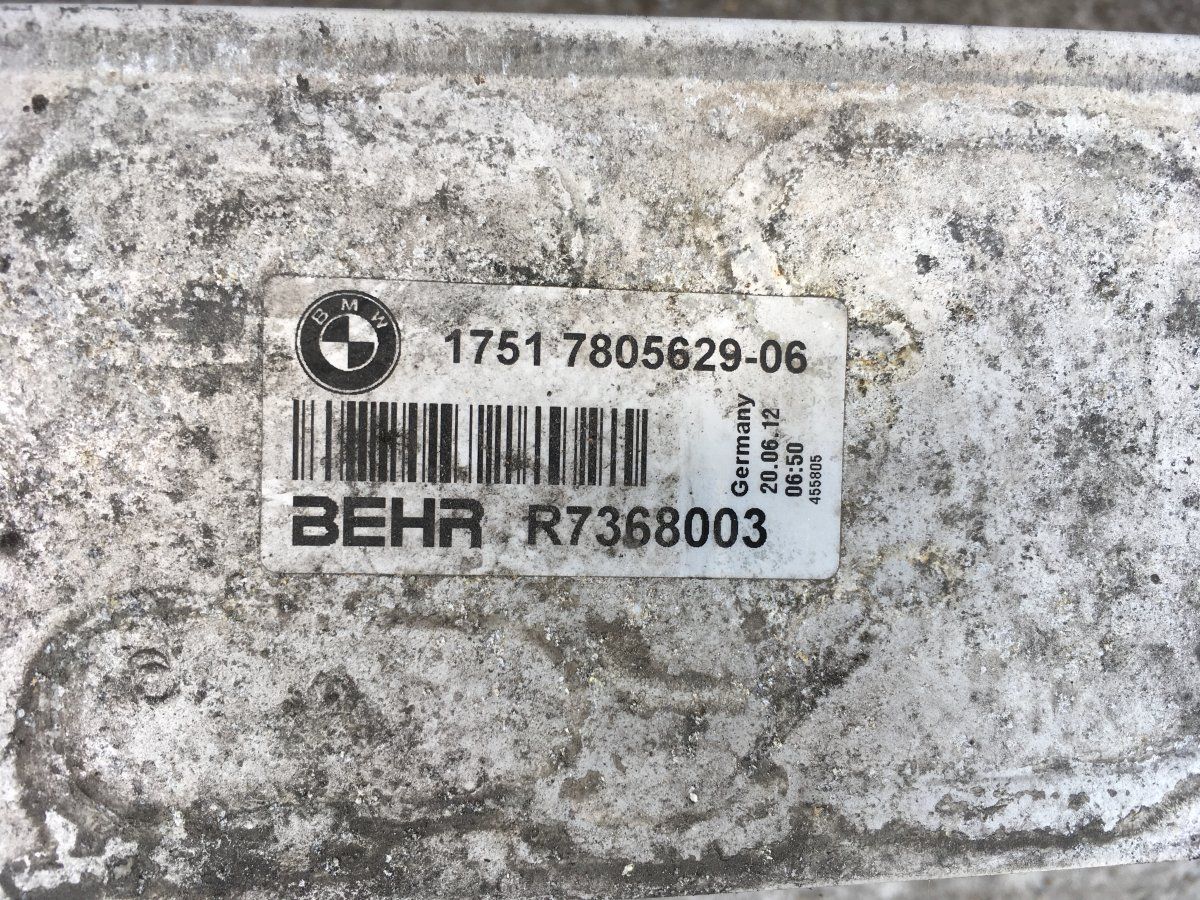 BMW
1751 7805629-06
Germany
20.06.12
06:50
455805
BEHR R7368003